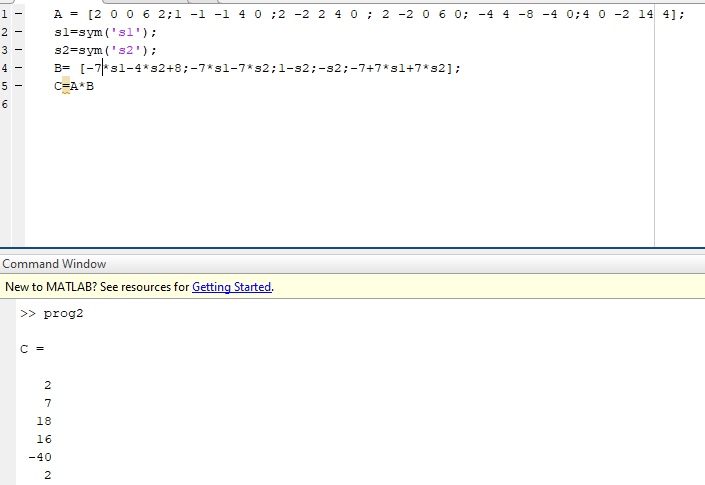 1 – A = [2 0 0 6 2;1 -1 -1 4 0 ;2 -2 2 4 0 ; 2 -2 0 6 0; -4 4 -8 -4 0;4 0 -2 14 4];
2 – s1=sym('s1');
3 – s2=sym('s2');
4 – B= [-7*s1-4*s2+8;-7*s1-7*s2;1-s2;-s2;-7+7*s1+7*s2];
5 – C=A*B
6
Command Window
New to MATLAB? See resources for Getting Started.
>> prog2
C =
2
7
18
16
-40
2